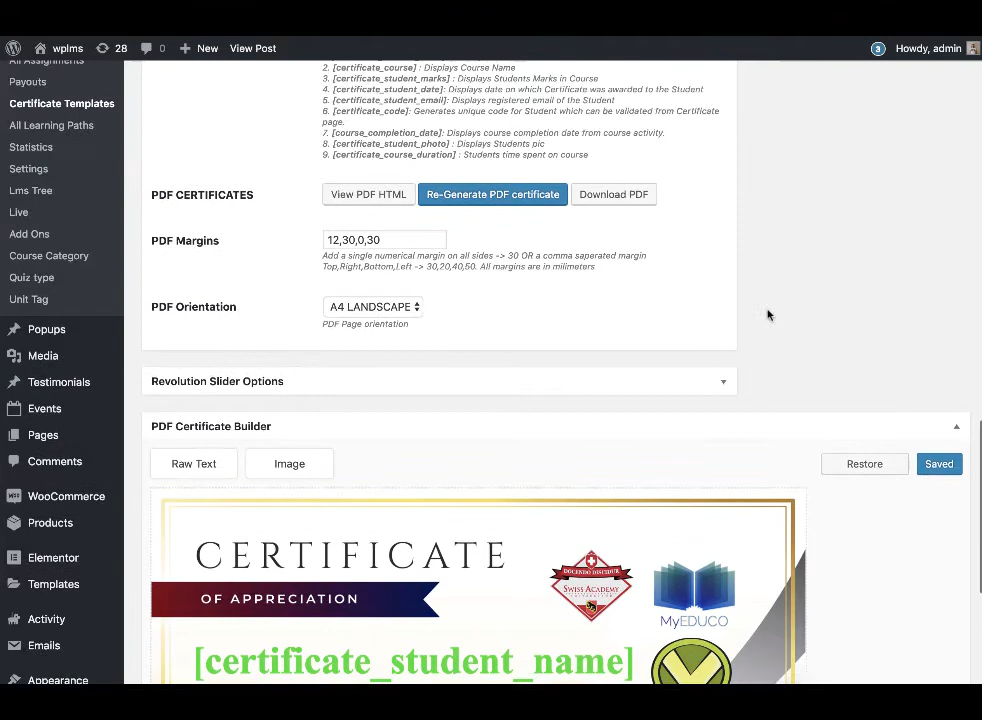 wplms
28
0
New
View Post
3
Howdy, admin
All Assignments
Payouts
Certificate Templates
All Learning Paths
Statistics
Settings
Lms Tree
Live
Add Ons
Course Category
Quiz type
Unit Tag
Popups
Media
Testimonials
Events
Pages
Comments
WooCommerce
Products
Elementor
Templates
Activity
Emails
Appearance
2. [certificate_course] : Displays Course Name
3. [certificate_student_marks] : Displays Students Marks in Course
4. [certificate_student_date]: Displays date on which Certificate was awarded to the Student
5. [certificate_student_email]: Displays registered email of the Student
6. [certificate_code]: Generates unique code for Student which can be validated from Certificate
page.
7. [course_completion_date]: Displays course completion date from course activity.
8. [certificate_student_photo] : Displays Students pic
9. [certificate_course_duration] : Students time spent on course
PDF CERTIFICATES
View PDF HTML
Re-Generate PDF certificate
Download PDF
PDF Margins
12,30,0,30
Add a single numerical margin on all sides -> 30 OR a comma saperated margin
Top,Right,Bottom,Left -> 30,20,40,50. All margins are in milimeters
PDF Orientation
A4 LANDSCAPE
PDF Page orientation
Revolution Slider Options
PDF Certificate Builder
Raw Text
Image
Restore
Saved
CERTIFICATE
OF APPRECIATION
DOCENDO DISCITUR
SWISS ACADEMY
MyEDUCO
[certificate_student_name]